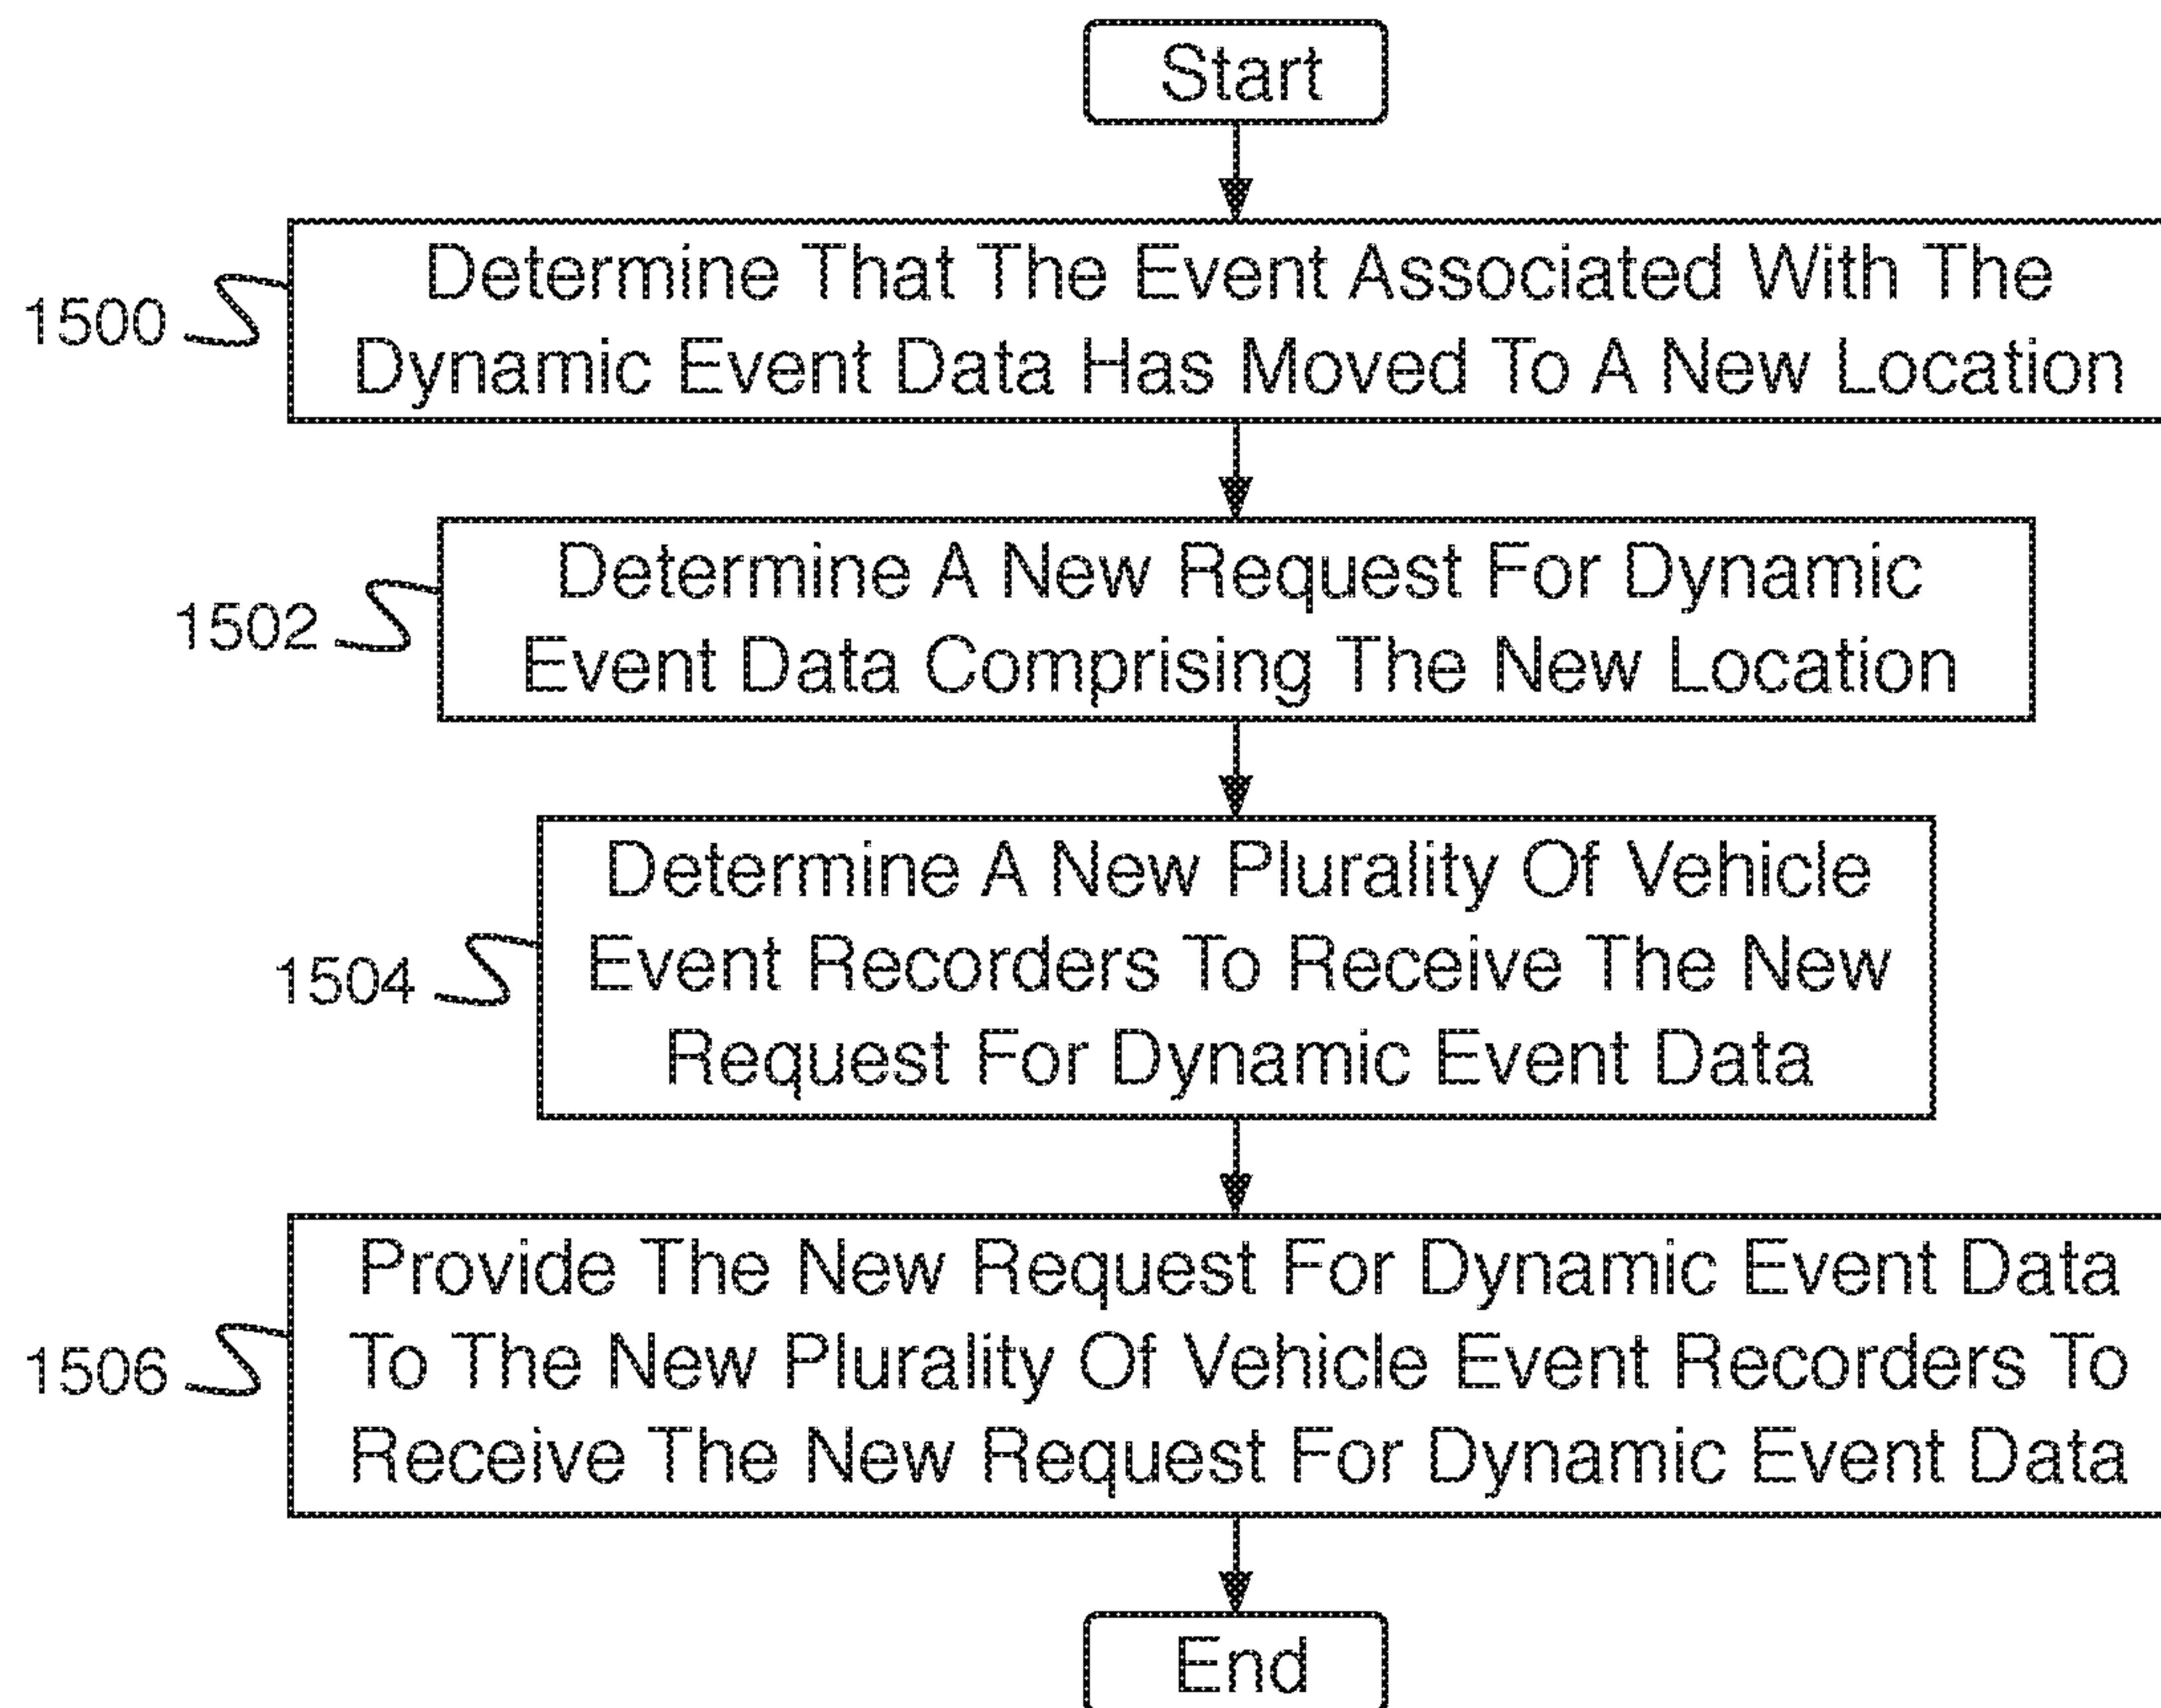 Start
1500
Determine That The Event Associated With The
Dynamic Event Data Has Moved To A New Location
1502
Determine A New Request For Dynamic
Event Data Comprising The New Location
1504
Determine A New Plurality Of Vehicle
Event Recorders To Receive The New
Request For Dynamic Event Data
1506
Provide The New Request For Dynamic Event Data
To The New Plurality Of Vehicle Event Recorders To
Receive The New Request For Dynamic Event Data
End